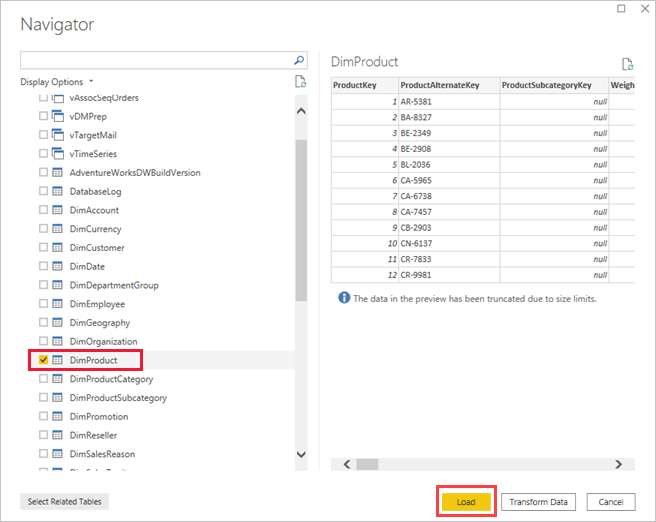 Navigator
Display Options
vAssocSeqOrders
vDMPrep
vTargetMail
vTimeSeries
AdventureWorksDWBuildVersion
DatabaseLog
DimAccount
DimCurrency
DimCustomer
DimDate
DimDepartmentGroup
DimEmployee
DimGeography
DimOrganization
DimProduct
DimProductCategory
DimProductSubcategory
DimPromotion
DimReseller
DimSalesReason
DimProduct
ProductKey ProductAlternateKey ProductSubcategoryKey Weigh
1 AR-5381 null
2 BA-8327 null
3 BE-2349 null
4 BE-2908 null
5 BL-2036 null
6 CA-5965 null
7 CA-6738 null
8 CA-7457 null
9 CB-2903 null
10 CN-6137 null
11 CR-7833 null
12 CR-9981 null
The data in the preview has been truncated due to size limits.
Select Related Tables Load Transform Data Cancel